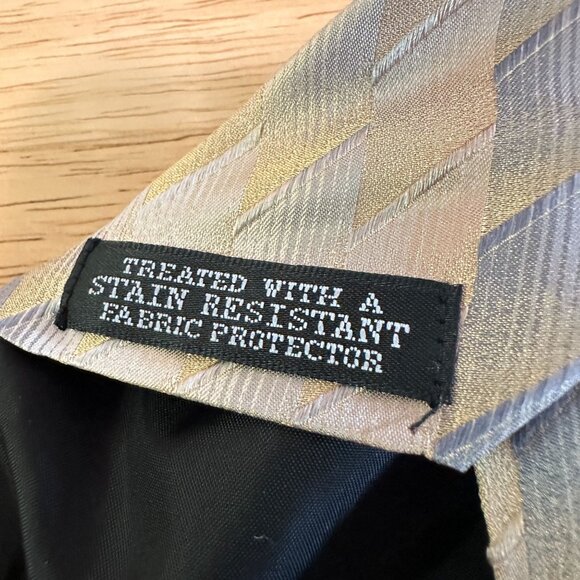 TREATED WITH A
STAIN RESISTANT
FABRIC PROTECTOR